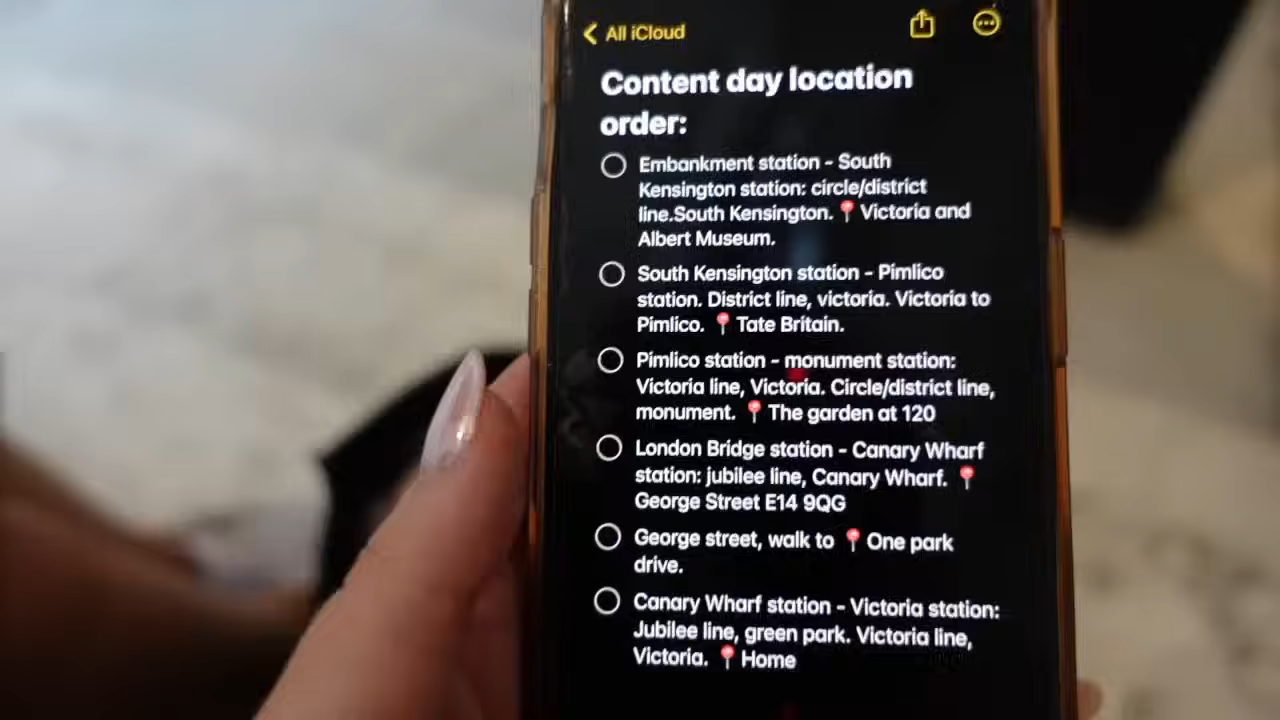 All iCloud
Content day location
order:
Embankment station - South
Kensington station: circle/district
line.South Kensington. 📍Victoria and
Albert Museum.
South Kensington station - Pimlico
station. District line, victoria. Victoria to
Pimlico. 📍Tate Britain.
Pimlico station - monument station:
Victoria line, Victoria. Circle/district line,
monument. 📍The garden at 120
London Bridge station - Canary Wharf
station: jubilee line, Canary Wharf. 📍
George Street E14 9QG
George street, walk to 📍One park
drive.
Canary Wharf station - Victoria station:
Jubilee line, green park. Victoria line,
Victoria. 📍Home